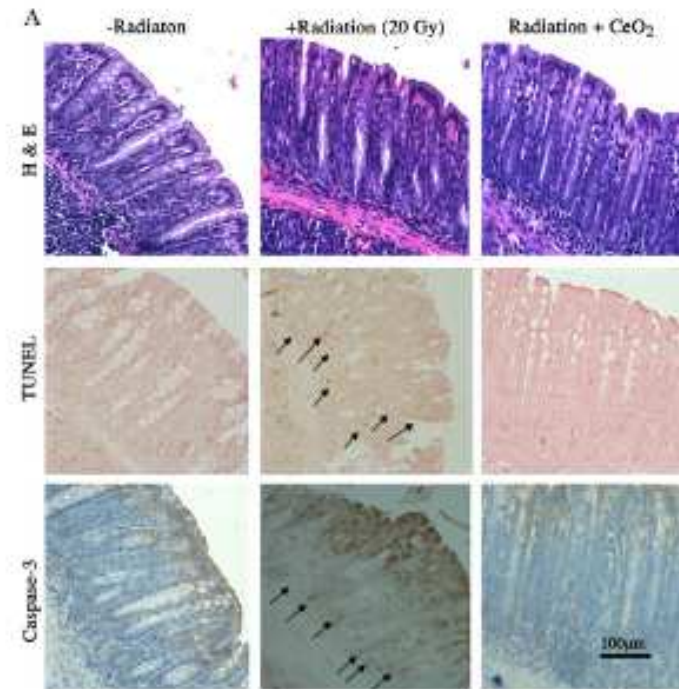 A
-Radiaton
+Radiation (20 Gy)
Radiation + CeO2
H & E
TUNEL
Caspase-3
100μm